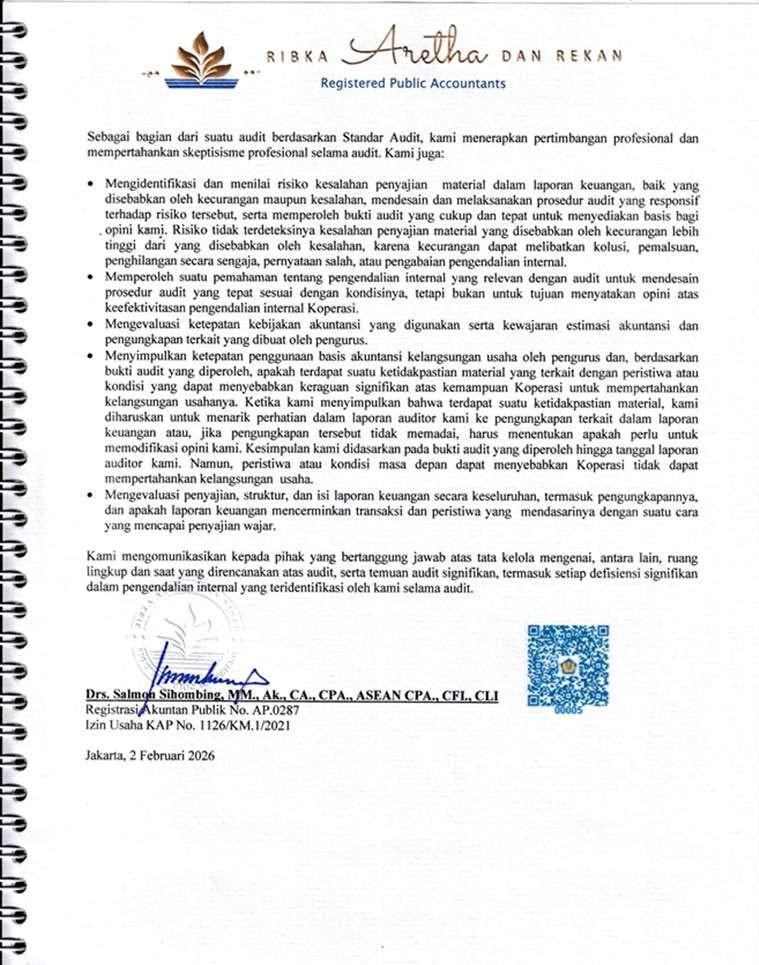 RIBKA Aretha DAN REKAN
Registered Public Accountants
Sebagai bagian dari suatu audit berdasarkan Standar Audit, kami menerapkan pertimbangan profesional dan
mempertahankan skeptisisme profesional selama audit. Kami juga:
• Mengidentifikasi dan menilai risiko kesalahan penyajian material dalam laporan keuangan, baik yang
disebabkan oleh kecurangan maupun kesalahan, mendesain dan melaksanakan prosedur audit yang responsif
terhadap risiko tersebut, serta memperoleh bukti audit yang cukup dan tepat untuk menyediakan basis bagi
opini kami. Risiko tidak terdeteksinya kesalahan penyajian material yang disebabkan oleh kecurangan lebih
tinggi dari yang disebabkan oleh kesalahan, karena kecurangan dapat melibatkan kolusi, pemalsuan,
penghilangan secara sengaja, pernyataan salah, atau pengabaian pengendalian internal.
• Memperoleh suatu pemahaman tentang pengendalian internal yang relevan dengan audit untuk mendesain
prosedur audit yang tepat sesuai dengan kondisinya, tetapi bukan untuk tujuan menyatakan opini atas
keefektivitasan pengendalian internal Koperasi.
• Mengevaluasi ketepatan kebijakan akuntansi yang digunakan serta kewajaran estimasi akuntansi dan
pengungkapan terkait yang dibuat oleh pengurus.
• Menyimpulkan ketepatan penggunaan basis akuntansi kelangsungan usaha oleh pengurus dan, berdasarkan
bukti audit yang diperoleh, apakah terdapat suatu ketidakpastian material yang terkait dengan peristiwa atau
kondisi yang dapat menyebabkan keraguan signifikan atas kemampuan Koperasi untuk mempertahankan
kelangsungan usahanya. Ketika kami menyimpulkan bahwa terdapat suatu ketidakpastian material, kami
diharuskan untuk menarik perhatian dalam laporan auditor kami ke pengungkapan terkait dalam laporan
keuangan atau, jika pengungkapan tersebut tidak memadai, harus menentukan apakah perlu untuk
memodifikasi opini kami. Kesimpulan kami didasarkan pada bukti audit yang diperoleh hingga tanggal laporan
auditor kami. Namun, peristiwa atau kondisi masa depan dapat menyebabkan Koperasi tidak dapat
mempertahankan kelangsungan usaha.
• Mengevaluasi penyajian, struktur, dan isi laporan keuangan secara keseluruhan, termasuk pengungkapannya,
dan apakah laporan keuangan mencerminkan transaksi dan peristiwa yang mendasarinya dengan suatu cara
yang mencapai penyajian wajar.
Kami mengomunikasikan kepada pihak yang bertanggung jawab atas tata kelola mengenai, antara lain, ruang
lingkup dan saat yang direncanakan atas audit, serta temuan audit signifikan, termasuk setiap defisiensi signifikan
dalam pengendalian internal yang teridentifikasi oleh kami selama audit.
Drs. Salmon Sihombing, MM., Ak., CA., CPA., ASEAN CPA., CFI., CLI
Registrasi Akuntan Publik No. AP.0287
Izin Usaha KAP No. 1126/KM.1/2021
00005
Jakarta, 2 Februari 2026